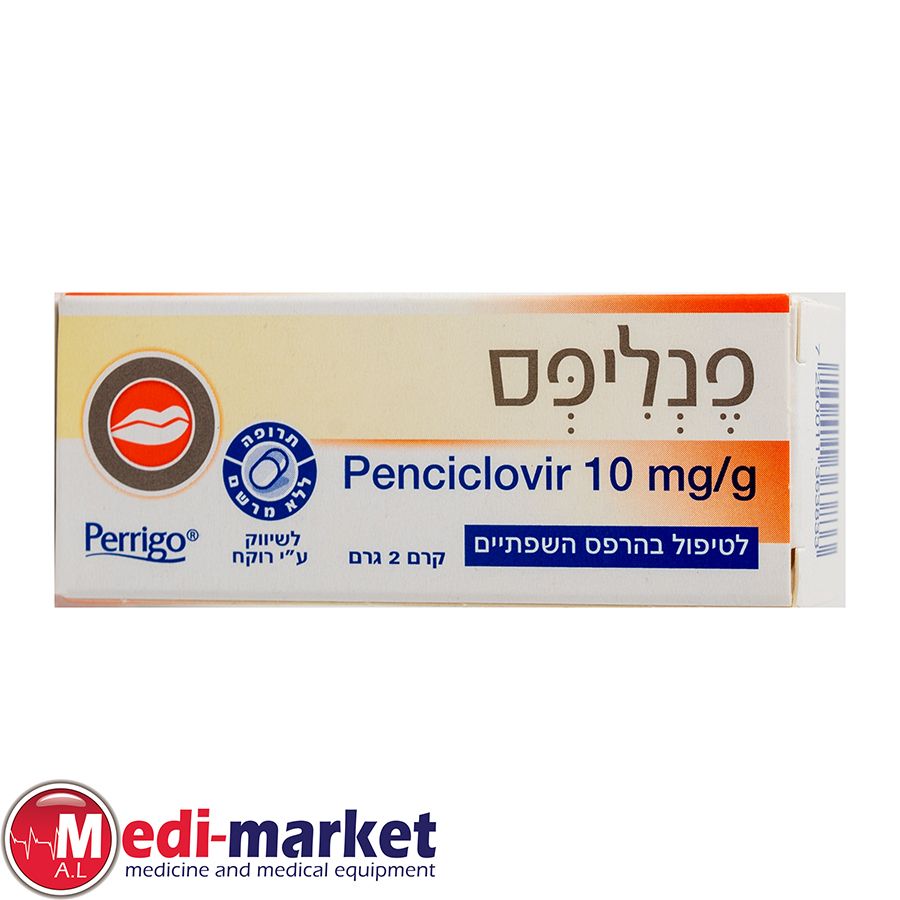 פֶנְלִיפְּס
Penciclovir 10 mg/g
לטיפול בהרפס השפתיים
קרם 2 גרם
תרופה
ללא מרשם
לשיווק
ע"י רוקח
Perrigo®
Medi-market
A.L
medicine and medical equipment